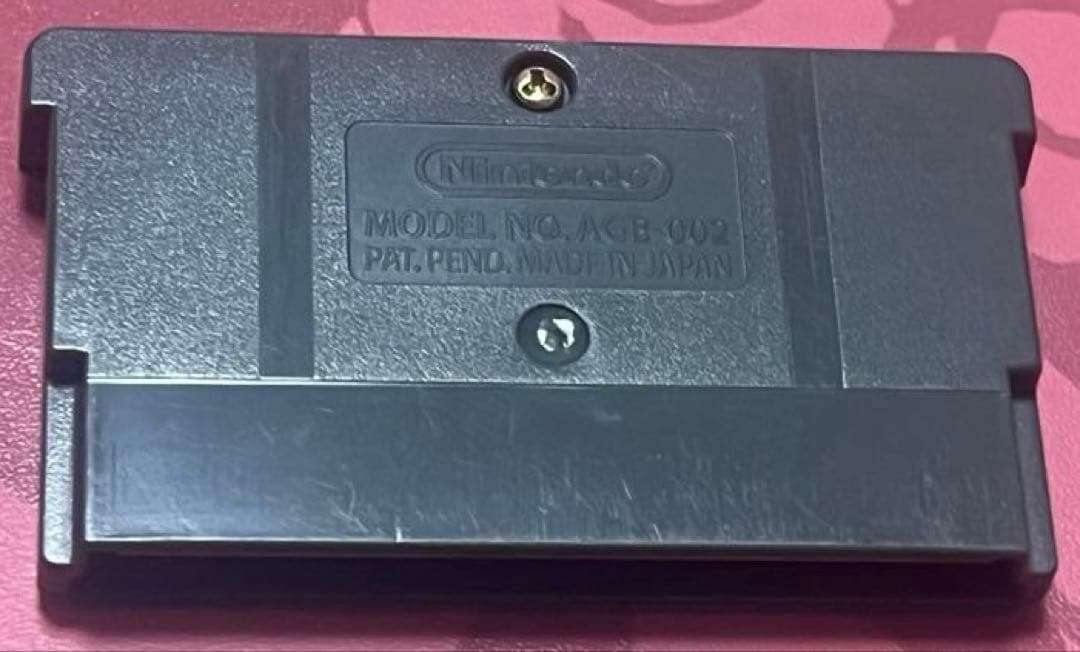 Nintendo
MODEL NO. AGB-002
PAT. PEND. MADE IN JAPAN